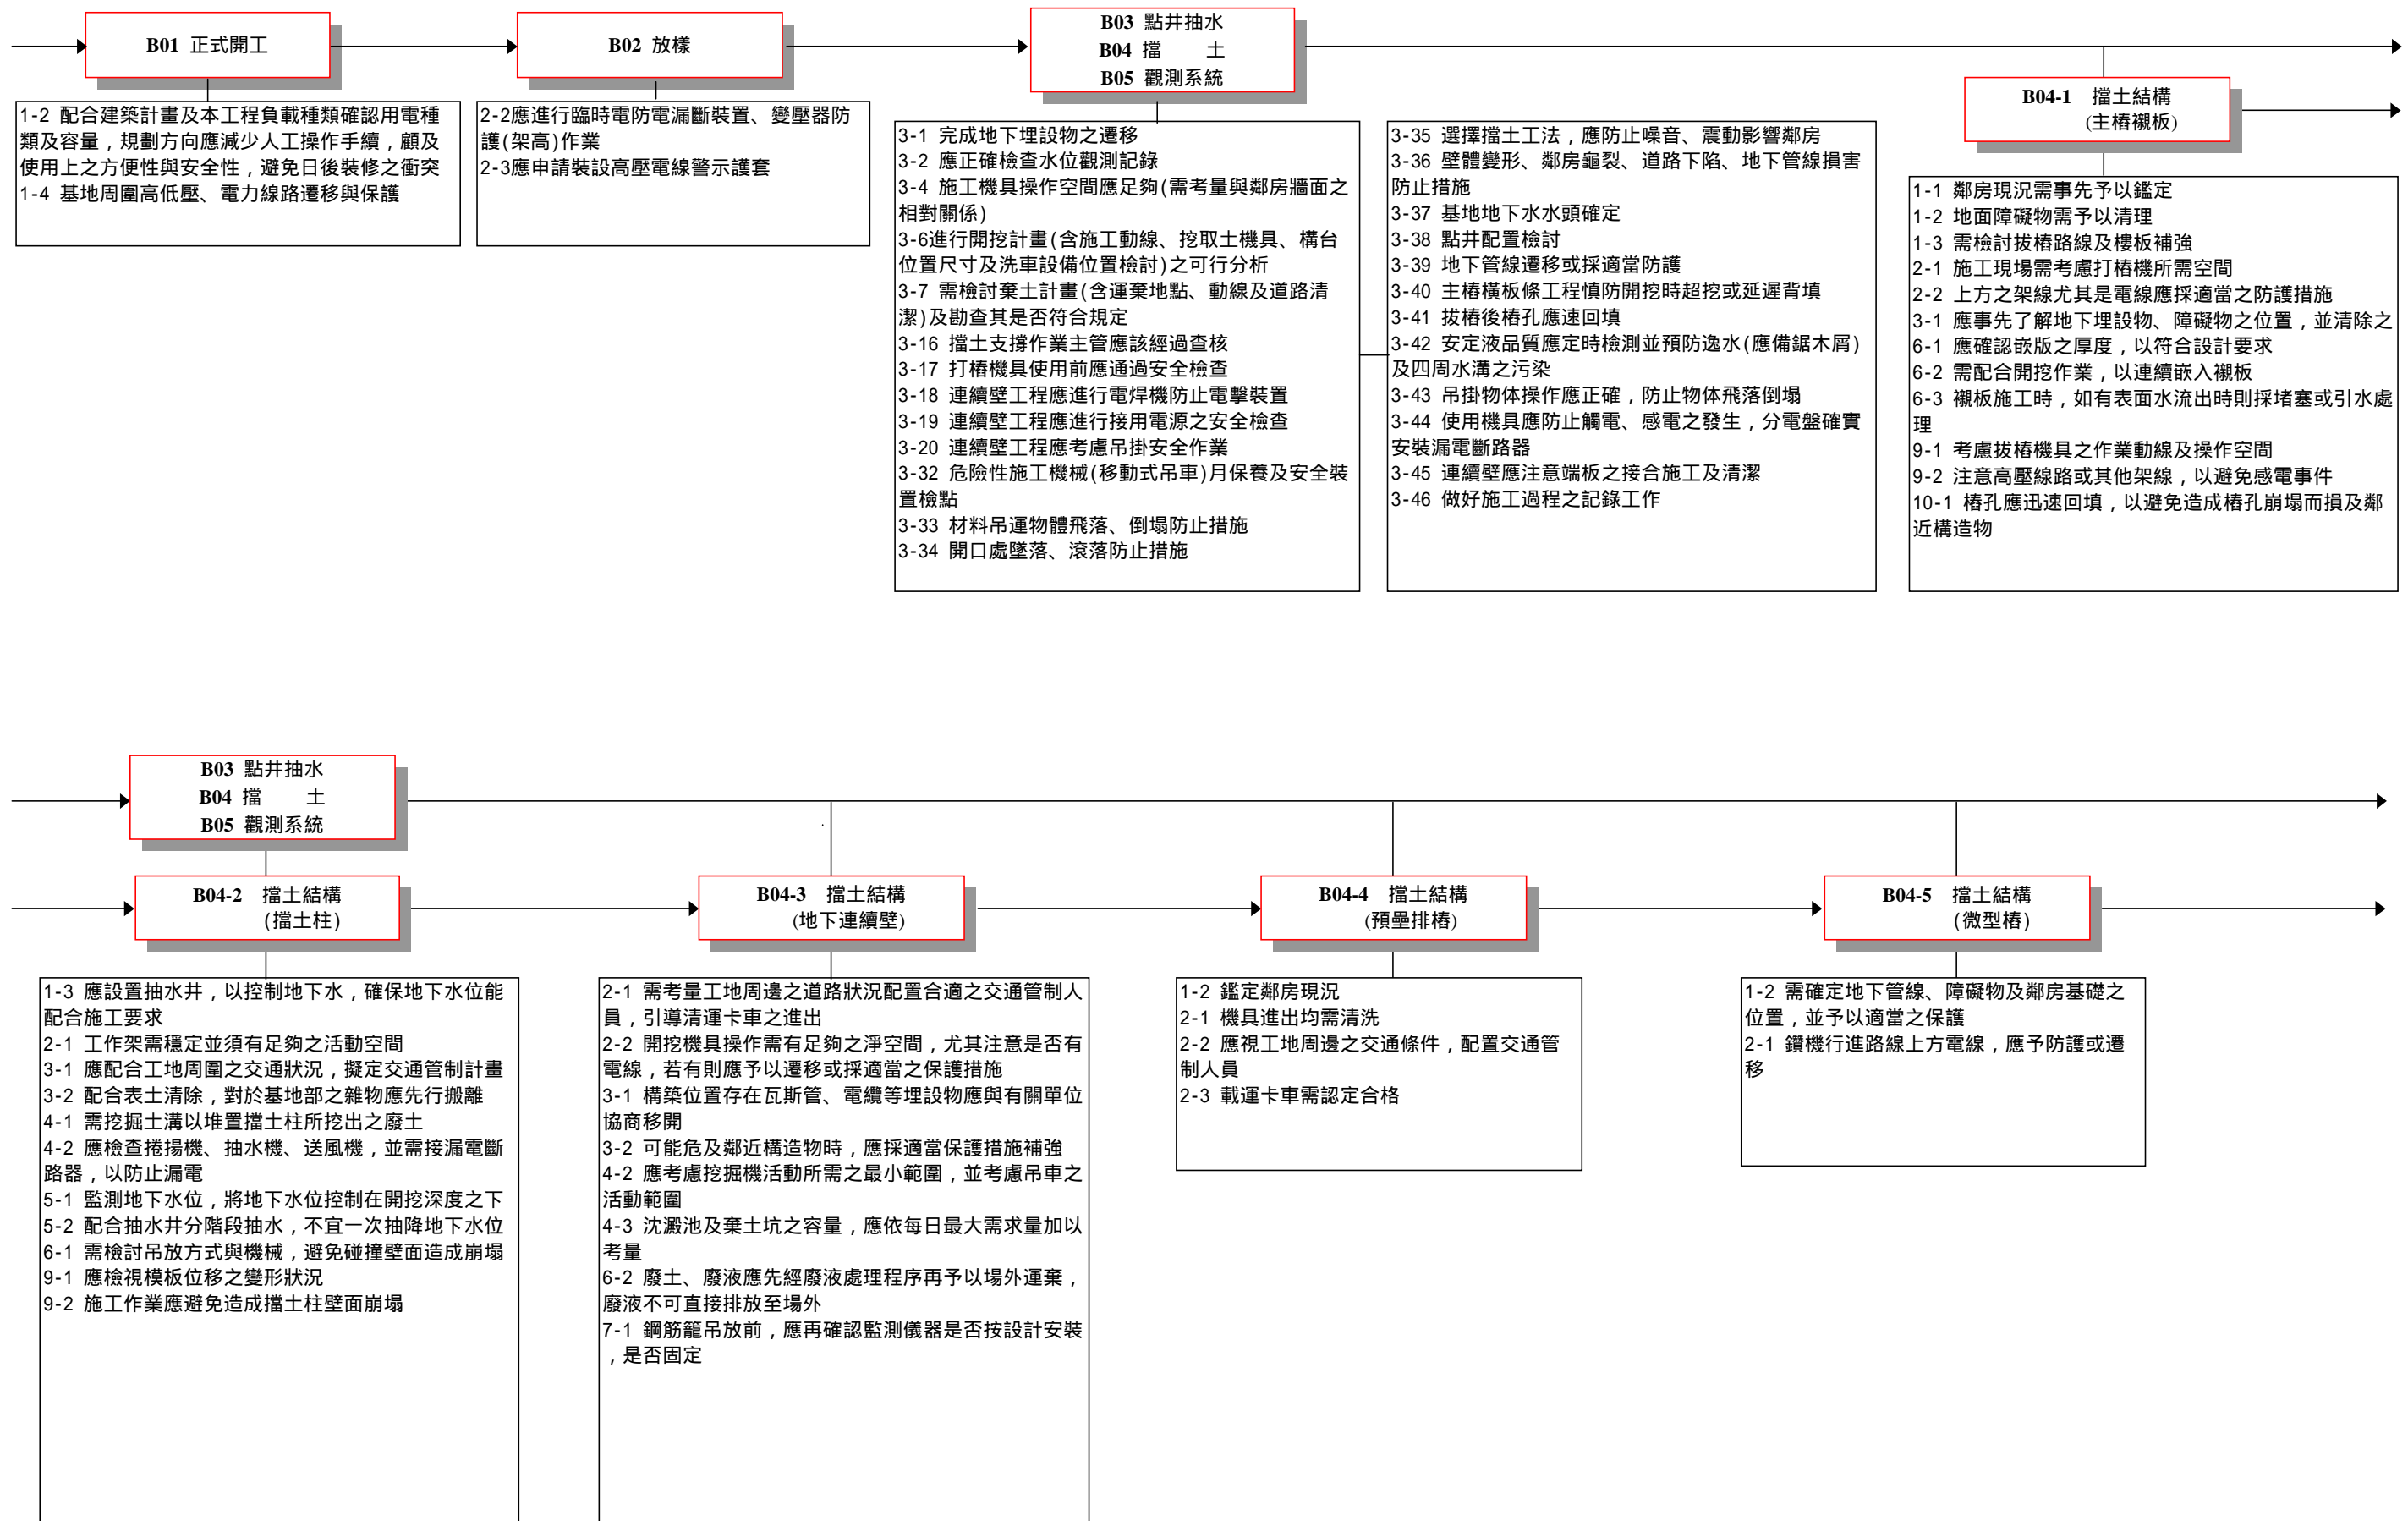 B01 正式開工
1-2 配合建築計畫及本工程負載種類確認用電種
類及容量，規劃方向應減少人工操作手續，顧及
使用上之方便性與安全性，避免日後裝修之衝突
1-4 基地周圍高低壓、電力線路遷移與保護
B02 放樣
2-2應進行臨時電防電漏斷裝置、變壓器防
護(架高)作業
2-3應申請裝設高壓電線警示護套
B03 點井抽水
B04 擋　　土
B05 觀測系統
3-1 完成地下埋設物之遷移
3-2 應正確檢查水位觀測記錄
3-4 施工機具操作空間應足夠(需考量與鄰房牆面之
相對關係)
3-6進行開挖計畫(含施工動線、挖取土機具、構台
位置尺寸及洗車設備位置檢討)之可行分析
3-7 需檢討棄土計畫(含運棄地點、動線及道路清
潔)及勘查其是否符合規定
3-16 擋土支撐作業主管應該經過查核
3-17 打樁機具使用前應通過安全檢查
3-18 連續壁工程應進行電焊機防止電擊裝置
3-19 連續壁工程應進行接用電源之安全檢查
3-20 連續壁工程應考慮吊掛安全作業
3-32 危險性施工機械(移動式吊車)月保養及安全裝
置檢點
3-33 材料吊運物體飛落、倒塌防止措施
3-34 開口處墜落、滾落防止措施
3-35 選擇擋土工法，應防止噪音、震動影響鄰房
3-36 壁體變形、鄰房龜裂、道路下陷、地下管線損害
防止措施
3-37 基地地下水水頭確定
3-38 點井配置檢討
3-39 地下管線遷移或採適當防護
3-40 主樁橫板條工程慎防開挖時超挖或延遲背填
3-41 拔樁後樁孔應速回填
3-42 安定液品質應定時檢測並預防逸水(應備鋸木屑)
及四周水溝之污染
3-43 吊掛物体操作應正確，防止物体飛落倒塌
3-44 使用機具應防止觸電、感電之發生，分電盤確實
安裝漏電斷路器
3-45 連續壁應注意端板之接合施工及清潔
3-46 做好施工過程之記錄工作
B04-1　擋土結構
(主樁襯板)
1-1 鄰房現況需事先予以鑑定
1-2 地面障礙物需予以清理
1-3 需檢討拔樁路線及樓板補強
2-1 施工現場需考慮打樁機所需空間
2-2 上方之架線尤其是電線應採適當之防護措施
3-1 應事先了解地下埋設物、障礙物之位置，並清除之
6-1 應確認嵌版之厚度，以符合設計要求
6-2 需配合開挖作業，以連續嵌入襯板
6-3 襯板施工時，如有表面水流出時則採堵塞或引水處
理
9-1 考慮拔樁機具之作業動線及操作空間
9-2 注意高壓線路或其他架線，以避免感電事件
10-1 樁孔應迅速回填，以避免造成樁孔崩塌而損及鄰
近構造物
B03 點井抽水
B04 擋　　土
B05 觀測系統
B04-2　擋土結構
(擋土柱)
1-3 應設置抽水井，以控制地下水，確保地下水位能
配合施工要求
2-1 工作架需穩定並須有足夠之活動空間
3-1 應配合工地周圍之交通狀況，擬定交通管制計畫
3-2 配合表土清除，對於基地部之雜物應先行搬離
4-1 需挖掘土溝以堆置擋土柱所挖出之廢土
4-2 應檢查捲揚機、抽水機、送風機，並需接漏電斷
路器，以防止漏電
5-1 監測地下水位，將地下水位控制在開挖深度之下
5-2 配合抽水井分階段抽水，不宜一次抽降地下水位
6-1 需檢討吊放方式與機械，避免碰撞壁面造成崩塌
9-1 應檢視模板位移之變形狀況
9-2 施工作業應避免造成擋土柱壁面崩塌
B04-3　擋土結構
(地下連續壁)
2-1 需考量工地周邊之道路狀況配置合適之交通管制人
員，引導清運卡車之進出
2-2 開挖機具操作需有足夠之淨空間，尤其注意是否有
電線，若有則應予以遷移或採適當之保護措施
3-1 構築位置存在瓦斯管、電纜等埋設物應與有關單位
協商移開
3-2 可能危及鄰近構造物時，應採適當保護措施補強
4-2 應考慮挖掘機活動所需之最小範圍，並考慮吊車之
活動範圍
4-3 沈澱池及棄土坑之容量，應依每日最大需求量加以
考量
6-2 廢土、廢液應先經廢液處理程序再予以場外運棄，
廢液不可直接排放至場外
7-1 鋼筋籠吊放前，應再確認監測儀器是否按設計安裝
，是否固定
B04-4　擋土結構
(預壘排樁)
1-2 鑑定鄰房現況
2-1 機具進出均需清洗
2-2 應視工地周邊之交通條件，配置交通管
制人員
2-3 載運卡車需認定合格
B04-5　擋土結構
(微型樁)
1-2 需確定地下管線、障礙物及鄰房基礎之
位置，並予以適當之保護
2-1 鑽機行進路線上方電線，應予防護或遷
移